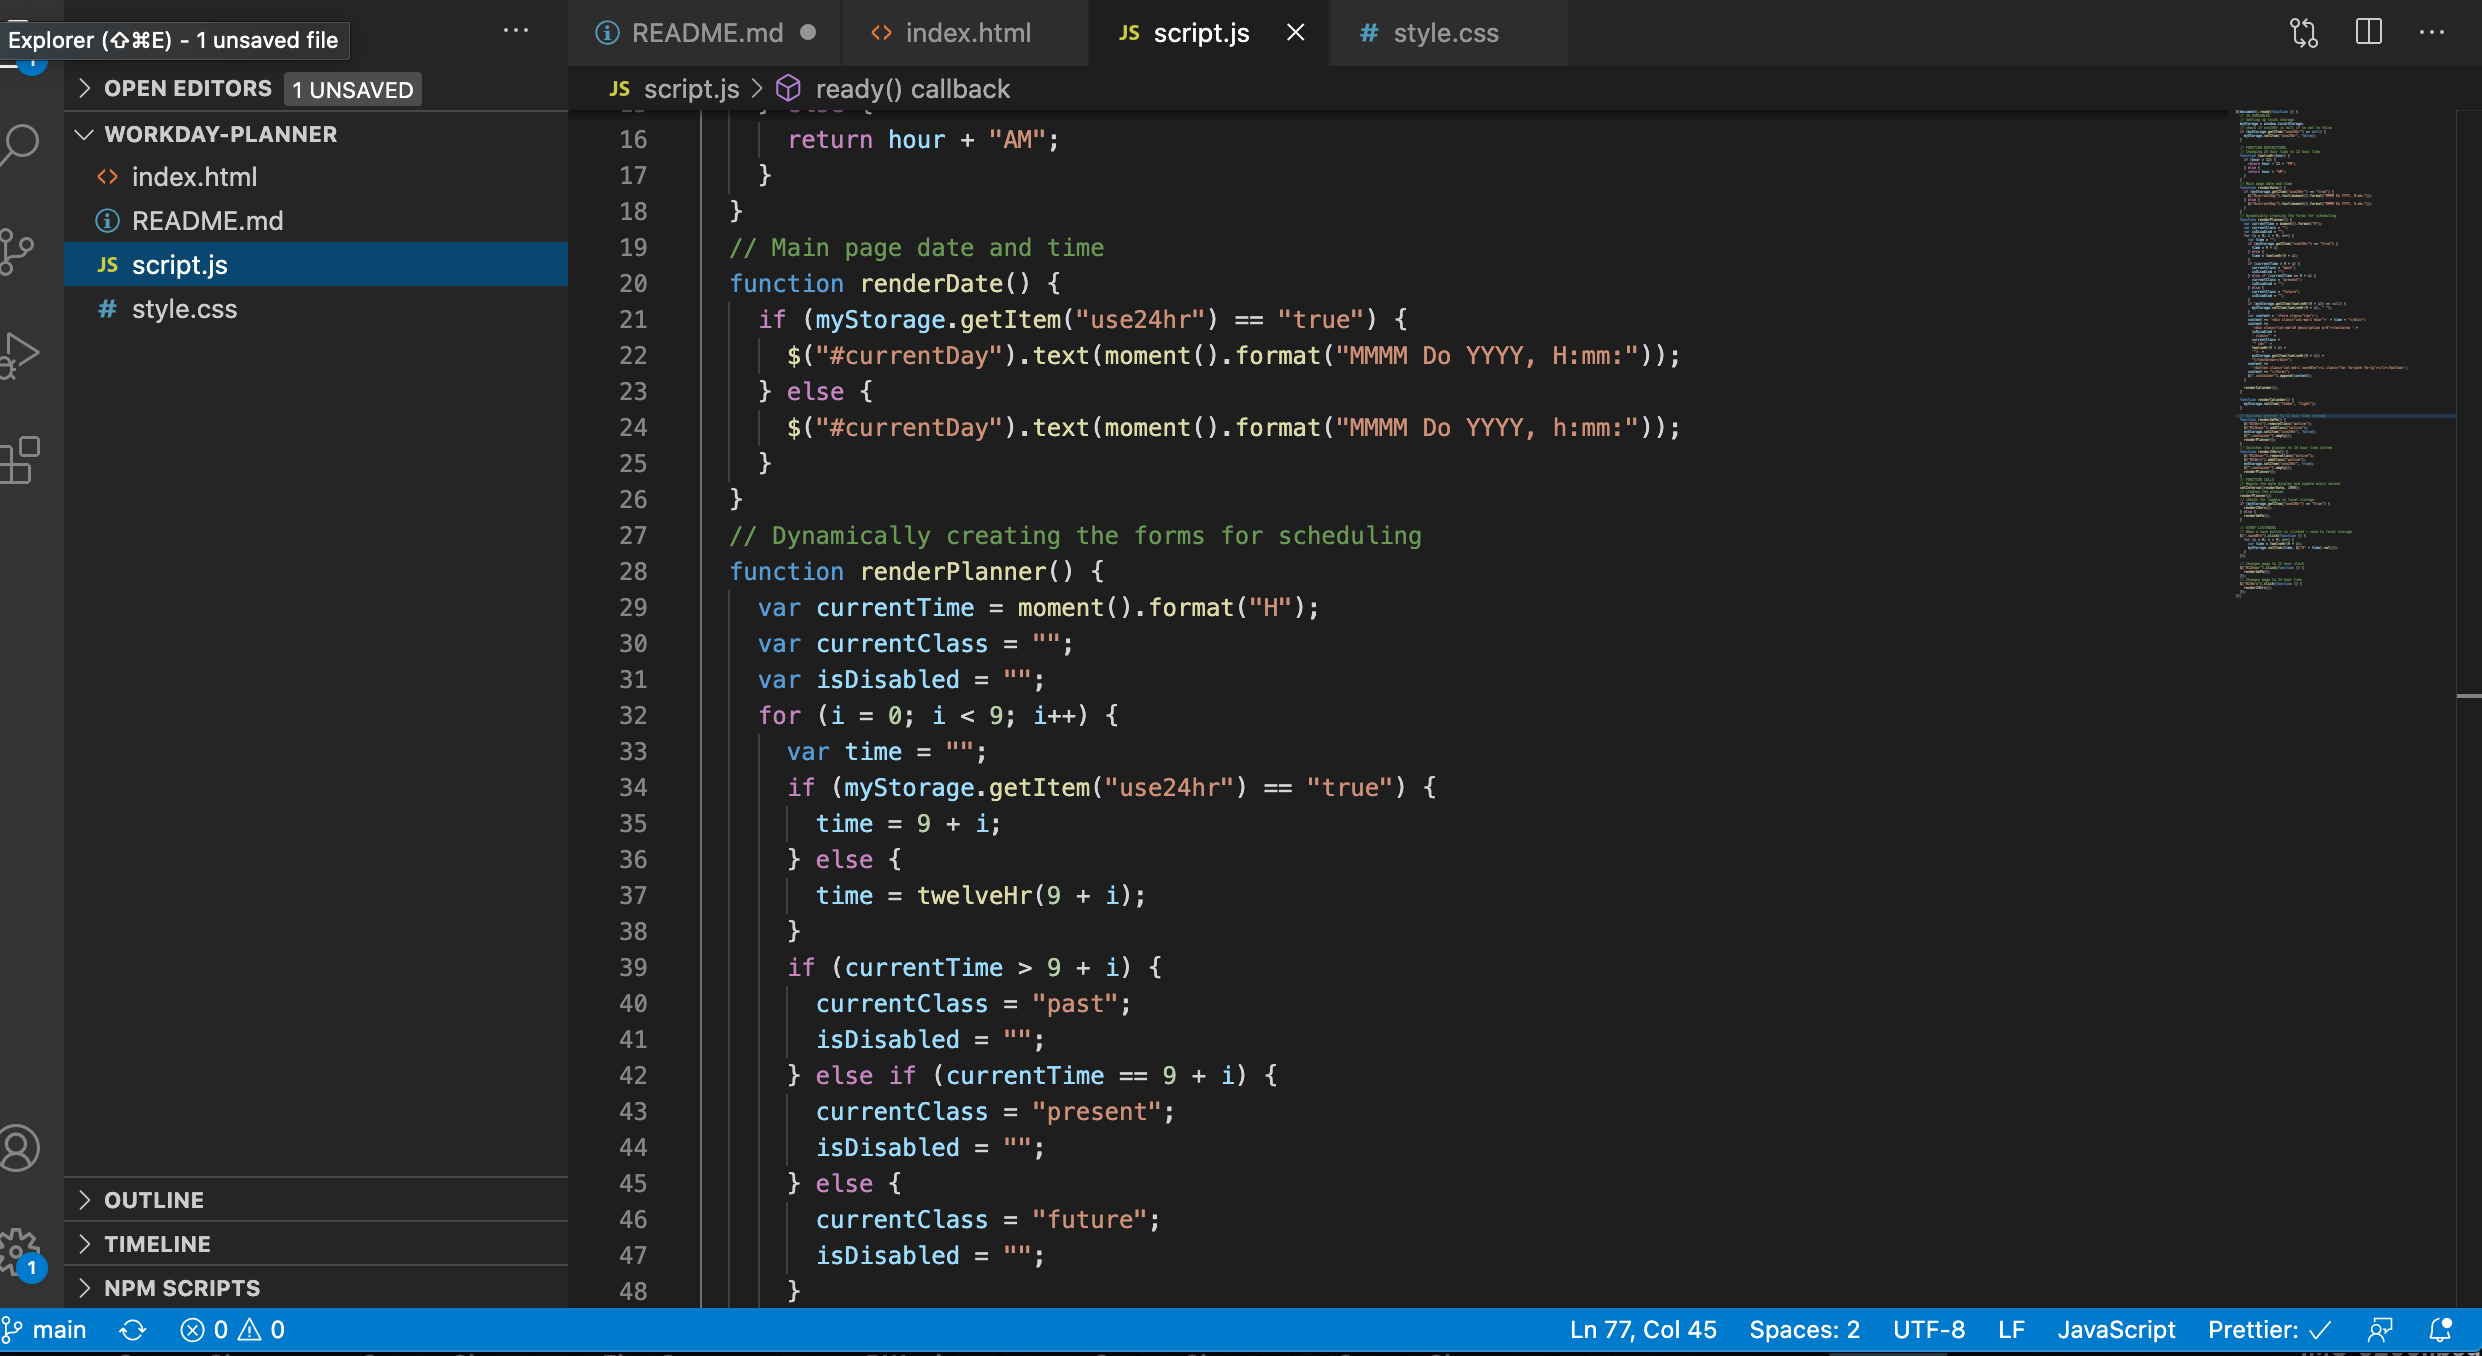 Explorer (⇧⌘E) - 1 unsaved file
README.md
index.html
JS script.js
# style.css
OPEN EDITORS 1 UNSAVED
JS script.js > ready() callback
WORKDAY-PLANNER
index.html
README.md
JS script.js
# style.css
16 return hour + "AM";
17 }
18 }
19 // Main page date and time
20 function renderDate() {
21 if (myStorage.getItem("use24hr") == "true") {
22 $("#currentDay").text(moment().format("MMMM Do YYYY, H:mm:"));
23 } else {
24 $("#currentDay").text(moment().format("MMMM Do YYYY, h:mm:"));
25 }
26 }
27 // Dynamically creating the forms for scheduling
28 function renderPlanner() {
29 var currentTime = moment().format("H");
30 var currentClass = "";
31 var isDisabled = "";
32 for (i = 0; i < 9; i++) {
33 var time = "";
34 if (myStorage.getItem("use24hr") == "true") {
35 time = 9 + i;
36 } else {
37 time = twelveHr(9 + i);
38 }
39 if (currentTime > 9 + i) {
40 currentClass = "past";
41 isDisabled = "";
42 } else if (currentTime == 9 + i) {
43 currentClass = "present";
44 isDisabled = "";
45 } else {
46 currentClass = "future";
47 isDisabled = "";
48 }
OUTLINE
TIMELINE
NPM SCRIPTS
1
1
main 0 0 Ln 77, Col 45 Spaces: 2 UTF-8 LF JavaScript Prettier: ✓